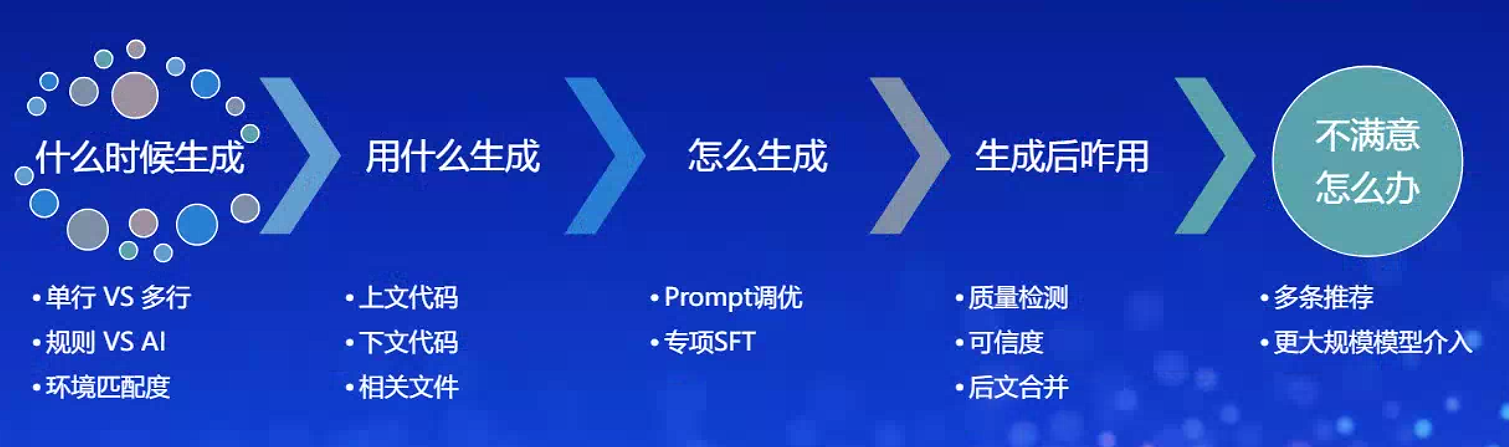 什么时候生成
用什么生成
怎么生成
生成后咋用
不满意
怎么办
• 单行 VS 多行
• 规则 VS AI
• 环境匹配度
• 上文代码
• 下文代码
• 相关文件
• Prompt调优
• 专项SFT
• 质量检测
• 可信度
• 后文合并
• 多条推荐
• 更大规模模型介入